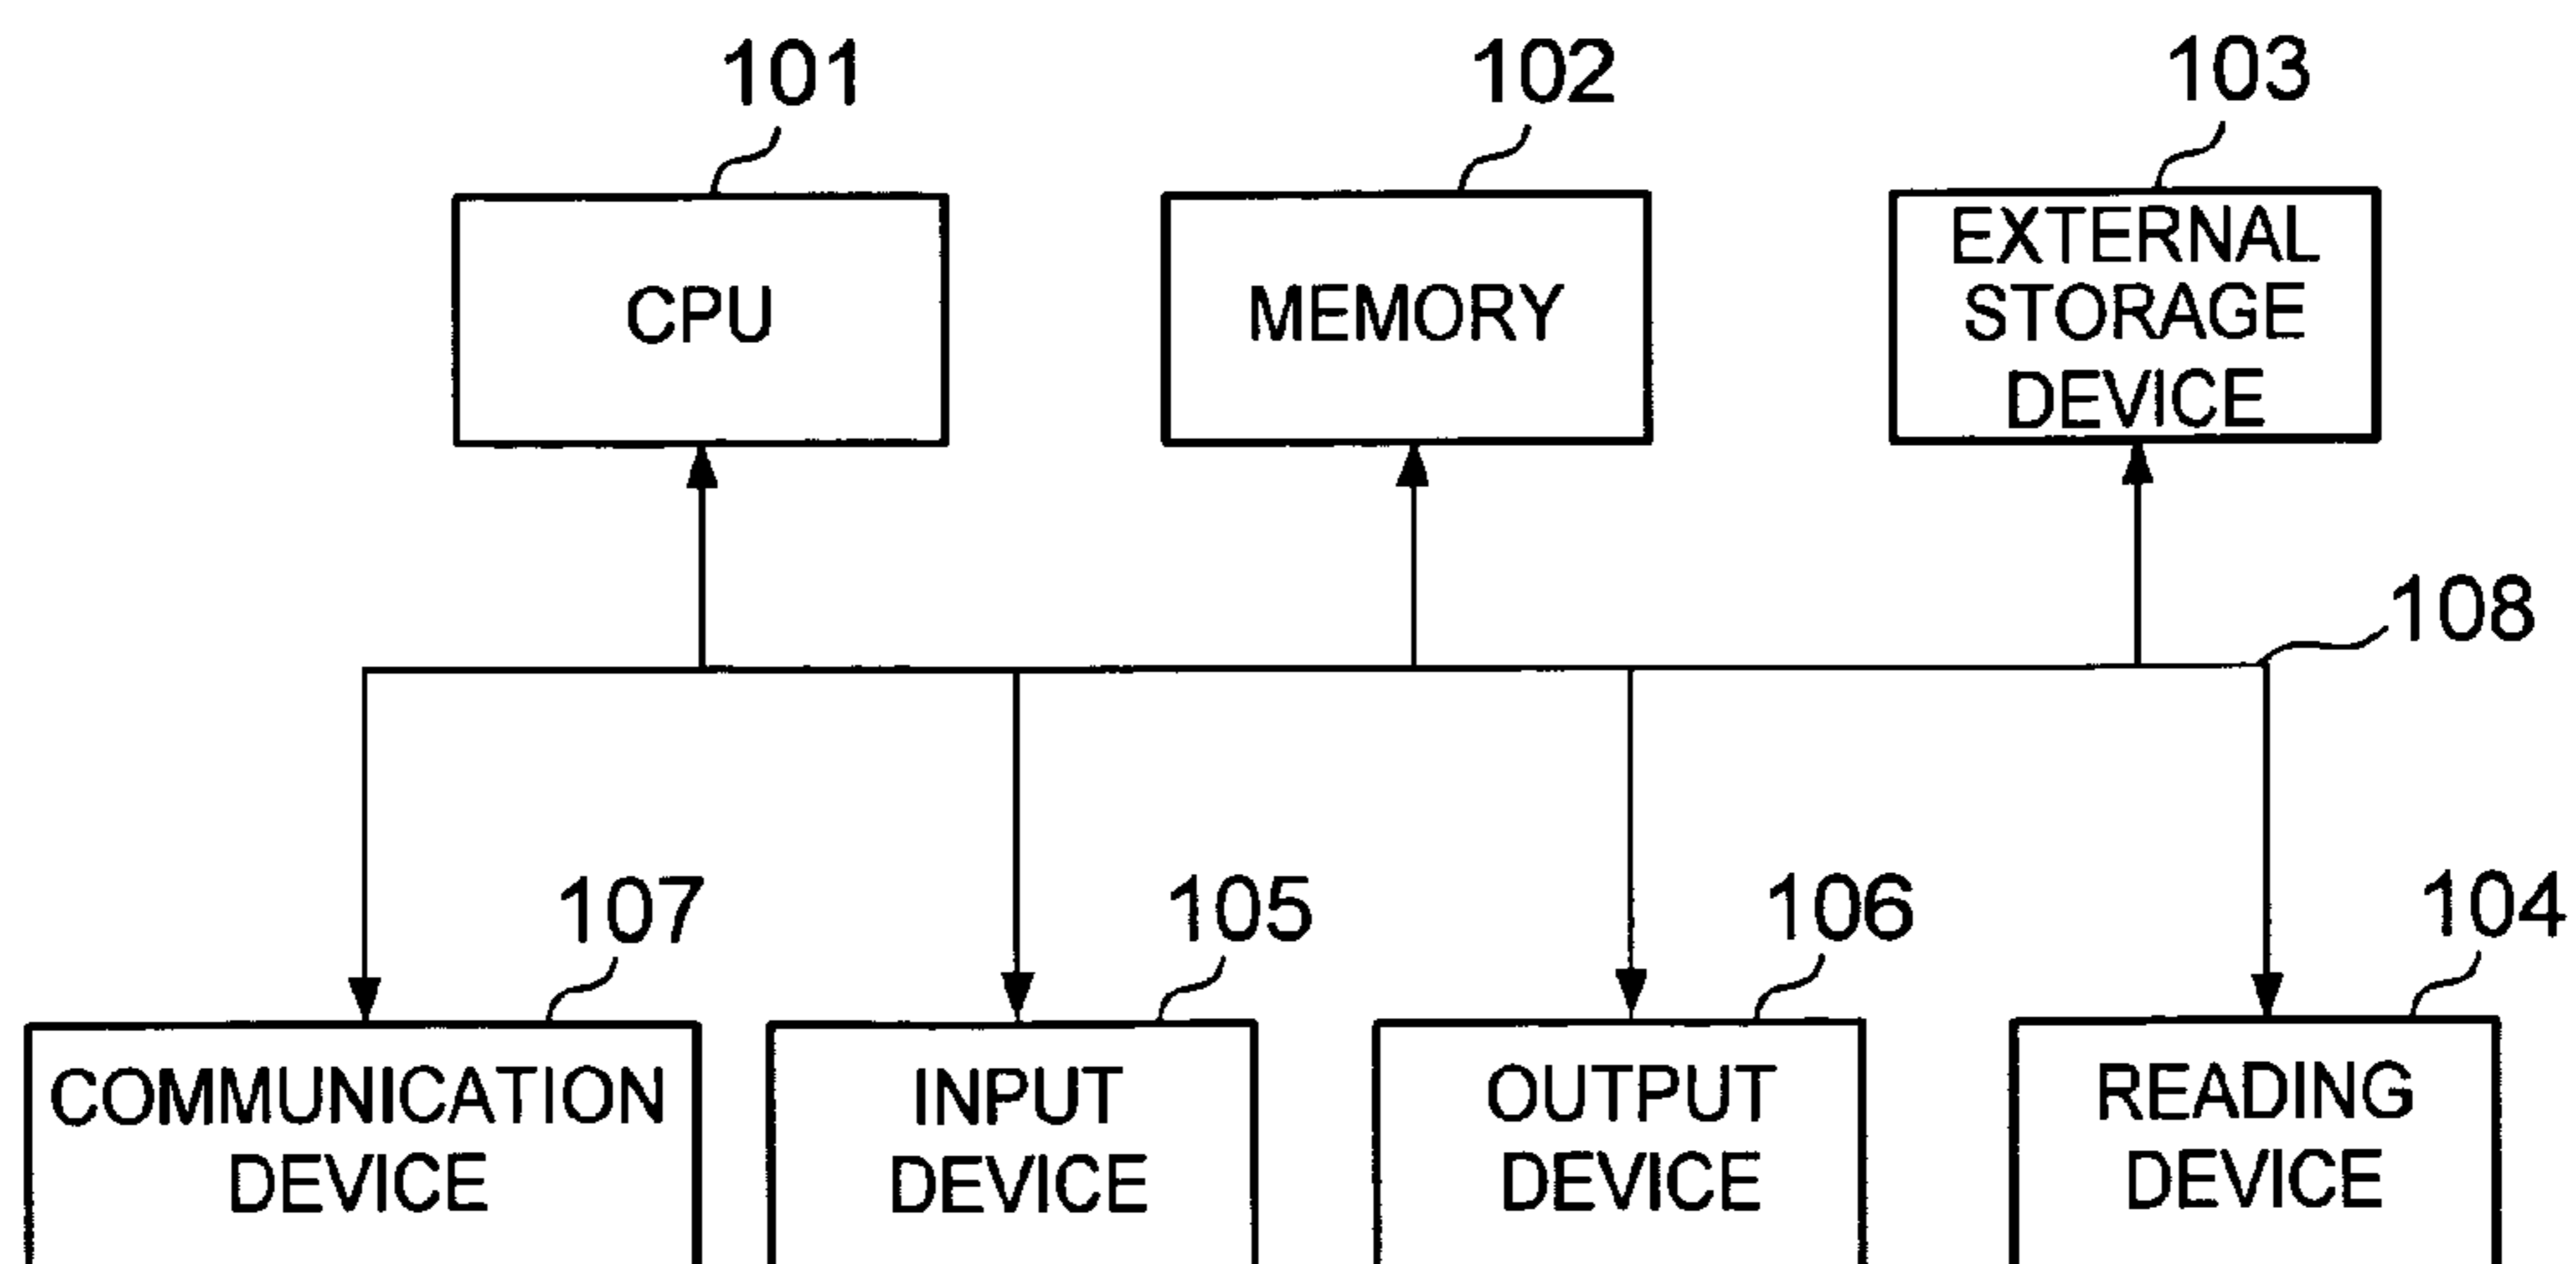 101
102
103
CPU
MEMORY
EXTERNAL
STORAGE
DEVICE
108
107
105
106
104
COMMUNICATION
DEVICE
INPUT
DEVICE
OUTPUT
DEVICE
READING
DEVICE